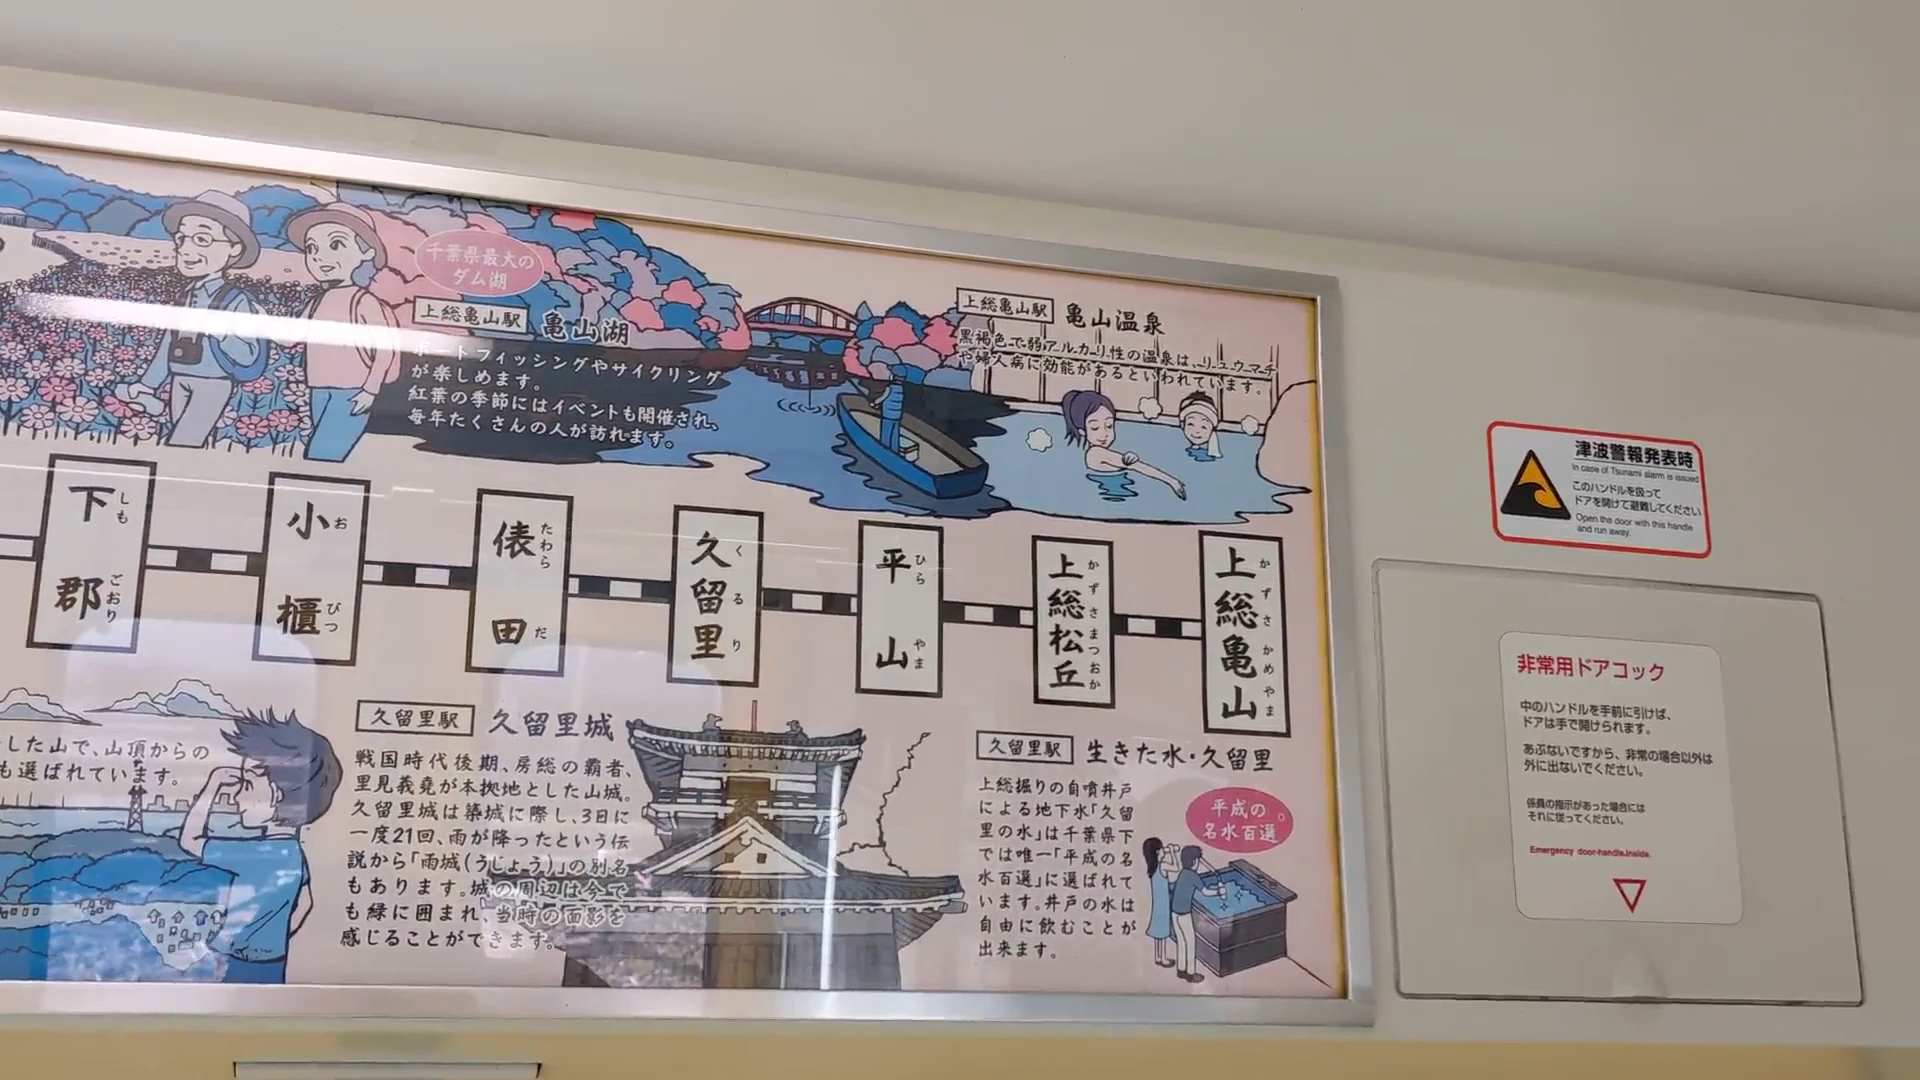 千葉県最大の
ダム湖
上総亀山駅 亀山湖
ボートフィッシングやサイクリング
が楽しめます。
紅葉の季節にはイベントも開催され、
毎年たくさんの人が訪れます。
上総亀山駅 亀山温泉
黒褐色で弱アルカリ性の温泉は、リュウマチ
や婦人病に効能があるといわれています。
下郡
しもごおり
小櫃
おびつ
俵田
たわらだ
久留里
くるり
平山
ひらやま
上総松丘
かずさまつおか
上総亀山
かずさかめやま
した山で、山頂からの
も選ばれています。
久留里駅 久留里城
戦国時代後期、房総の覇者、
里見義堯が本拠地とした山城。
久留里城は築城に際し、3日に
一度21回、雨が降ったという伝
説から「雨城(うじょう)」の別名
もあります。城の周辺は今で
も緑に囲まれ、当時の面影を
感じることができます。
久留里駅 生きた水・久留里
上総掘りの自噴井戸
による地下水「久留
里の水」は千葉県下
では唯一「平成の名
水百選」に選ばれて
います。井戸の水は
自由に飲むことが
出来ます。
平成の
名水百選
津波警報発表時
In case of Tsunami alarm is issued
このハンドルを扱って
ドアを開けて避難してください
Open the door with this handle
and run away.
非常用ドアコック
中のハンドルを手前に引けば、
ドアは手で開けられます。
あぶないですから、非常の場合以外は
外に出ないでください。
係員の指示があった場合には
それに従ってください。
Emergency door-handle inside.